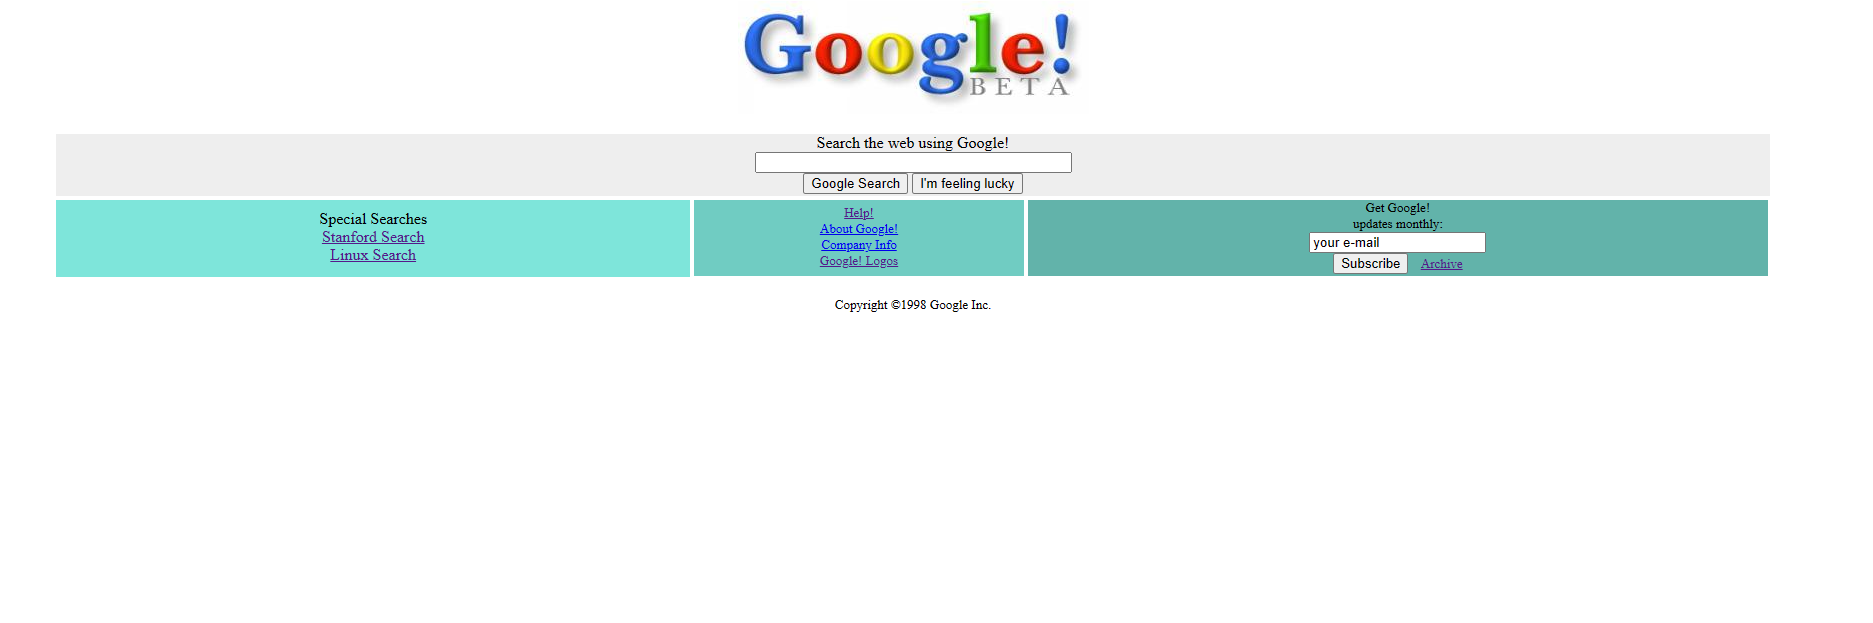 Google!
BETA
Search the web using Google!
Google Search I'm feeling lucky
Special Searches
Stanford Search
Linux Search
Help!
About Google!
Company Info
Google! Logos
Get Google!
updates monthly:
your e-mail
Subscribe Archive
Copyright ©1998 Google Inc.